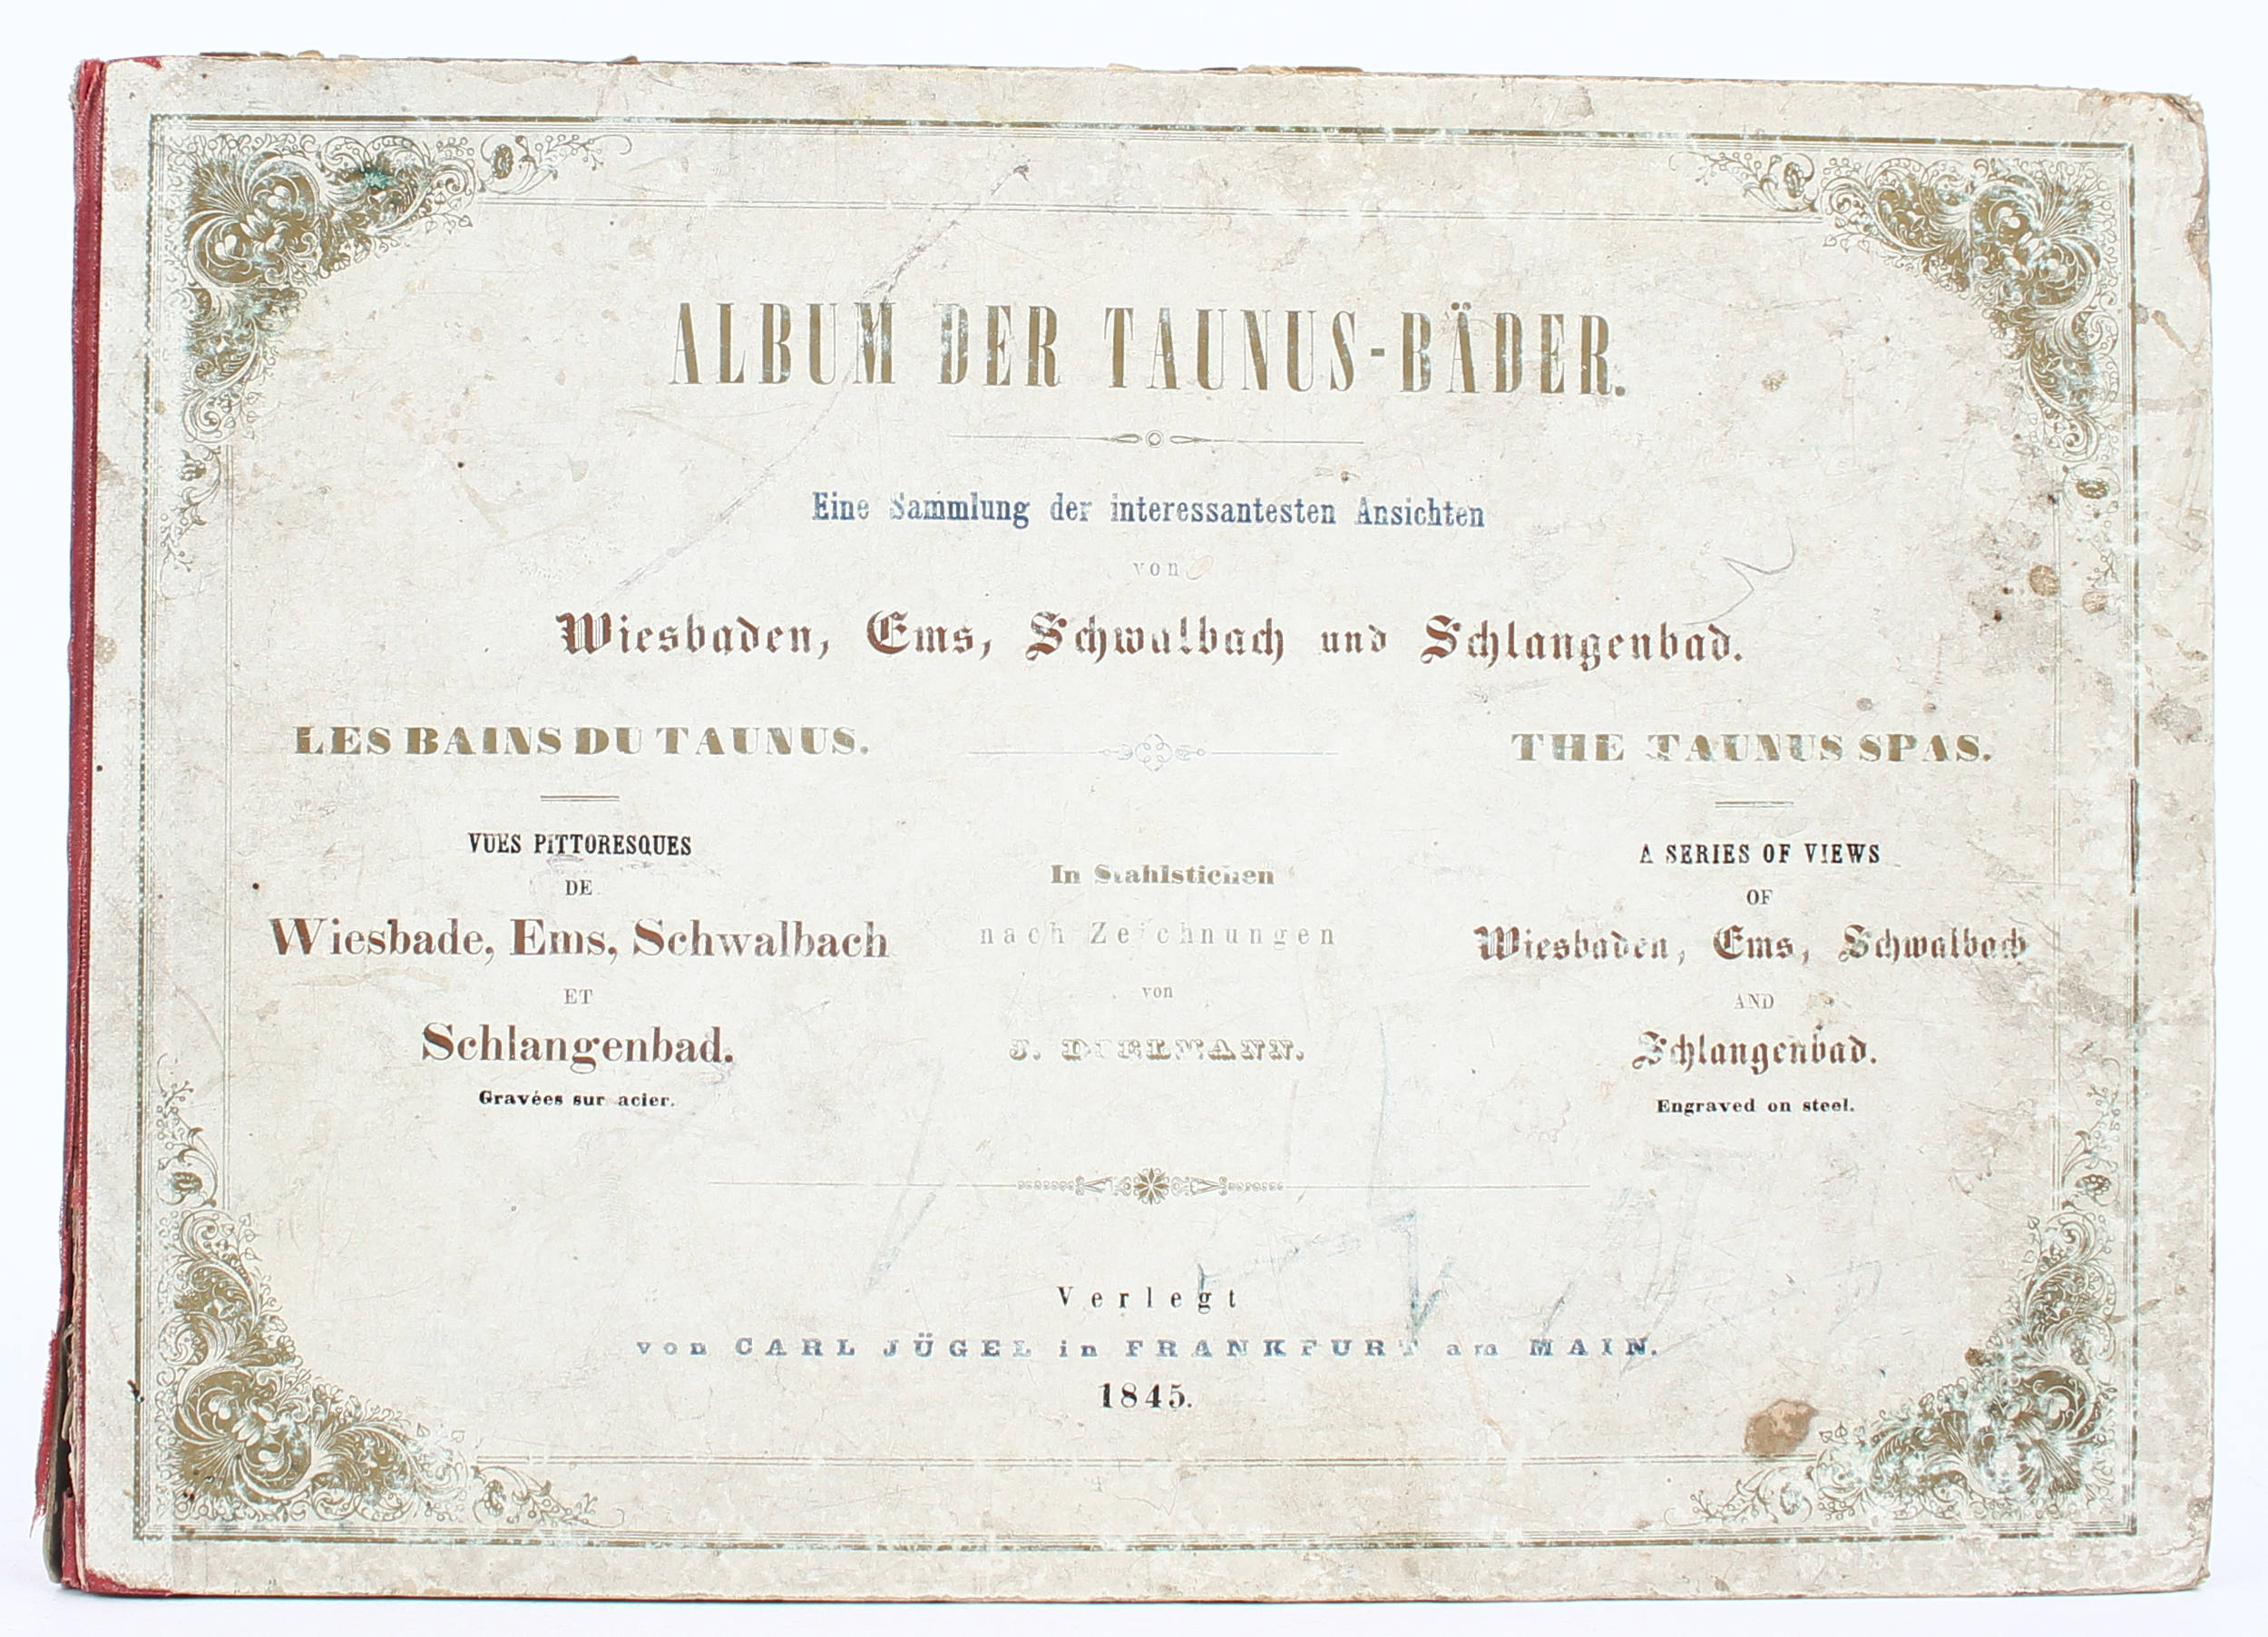 ALBUM DER TAUNUS-BÄDER.
Eine Sammlung der interessantesten Ansichten
von
Wiesbaden, Ems, Schwalbach und Schlangenbad.
LES BAINS DU TAUNUS.
VUES PITTORESQUES
DE
Wiesbade, Ems, Schwalbach
ET
Schlangenbad.
Gravées sur acier.
In Stahlstichen
nach Zeichnungen
von
J. DIELMANN.
THE TAUNUS SPAS.
A SERIES OF VIEWS
OF
Wiesbaden, Ems, Schwalbach
AND
Schlangenbad.
Engraved on steel.
Verlegt
von CARL JÜGEL in FRANKFURT am MAIN.
1845.